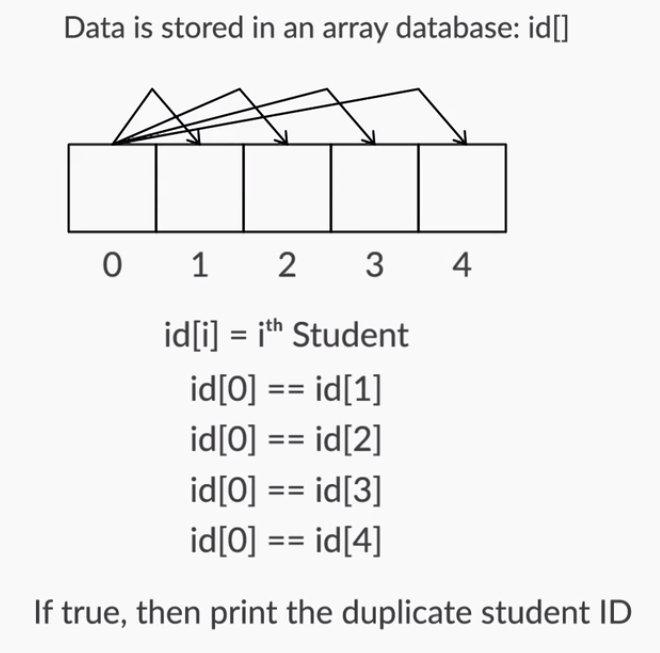 Data is stored in an array database: id[]
0 1 2 3 4
id[i] = iᵗʰ Student
id[0] == id[1]
id[0] == id[2]
id[0] == id[3]
id[0] == id[4]
If true, then print the duplicate student ID